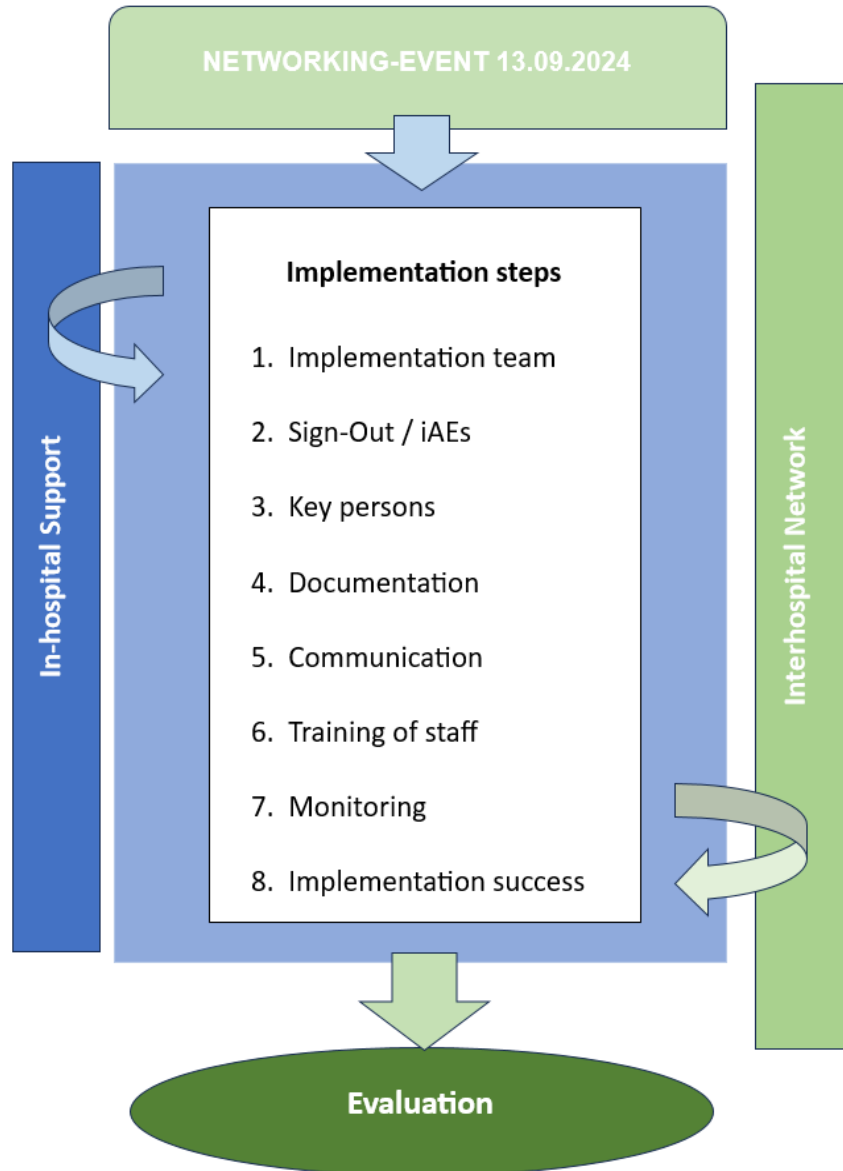 NETWORKING-EVENT 13.09.2024
In-hospital Support
Implementation steps
1. Implementation team
2. Sign-Out / iAEs
3. Key persons
4. Documentation
5. Communication
6. Training of staff
7. Monitoring
8. Implementation success
Interhospital Network
Evaluation